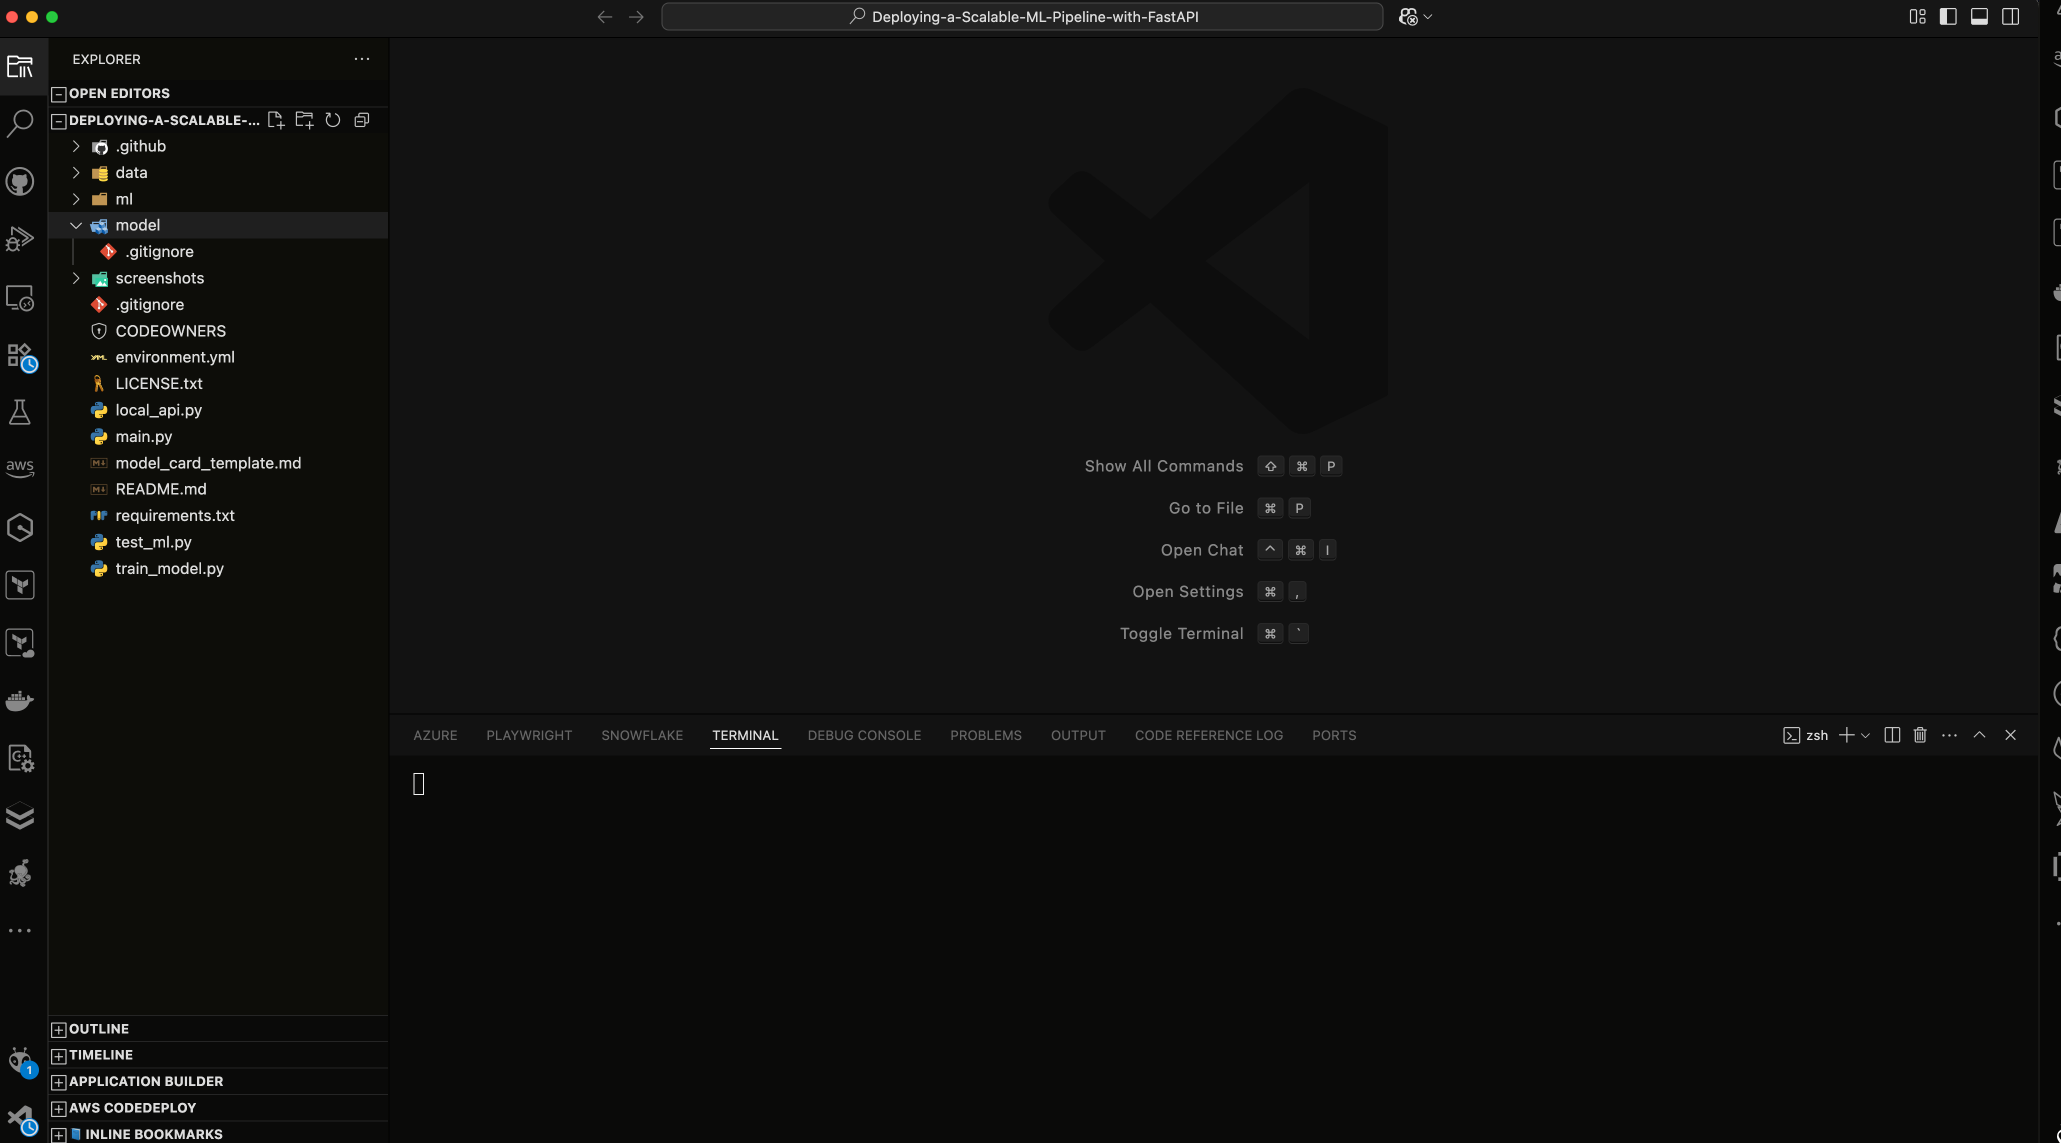 Deploying-a-Scalable-ML-Pipeline-with-FastAPI
EXPLORER
OPEN EDITORS
DEPLOYING-A-SCALABLE-...
.github
data
ml
model
.gitignore
screenshots
.gitignore
CODEOWNERS
environment.yml
LICENSE.txt
local_api.py
main.py
model_card_template.md
README.md
requirements.txt
test_ml.py
train_model.py
aws
Show All Commands ⇧ ⌘ P
Go to File ⌘ P
Open Chat ^ ⌘ I
Open Settings ⌘ ,
Toggle Terminal ⌘ `
AZURE PLAYWRIGHT SNOWFLAKE TERMINAL DEBUG CONSOLE PROBLEMS OUTPUT CODE REFERENCE LOG PORTS zsh
OUTLINE
TIMELINE
1
APPLICATION BUILDER
AWS CODEDEPLOY
INLINE BOOKMARKS